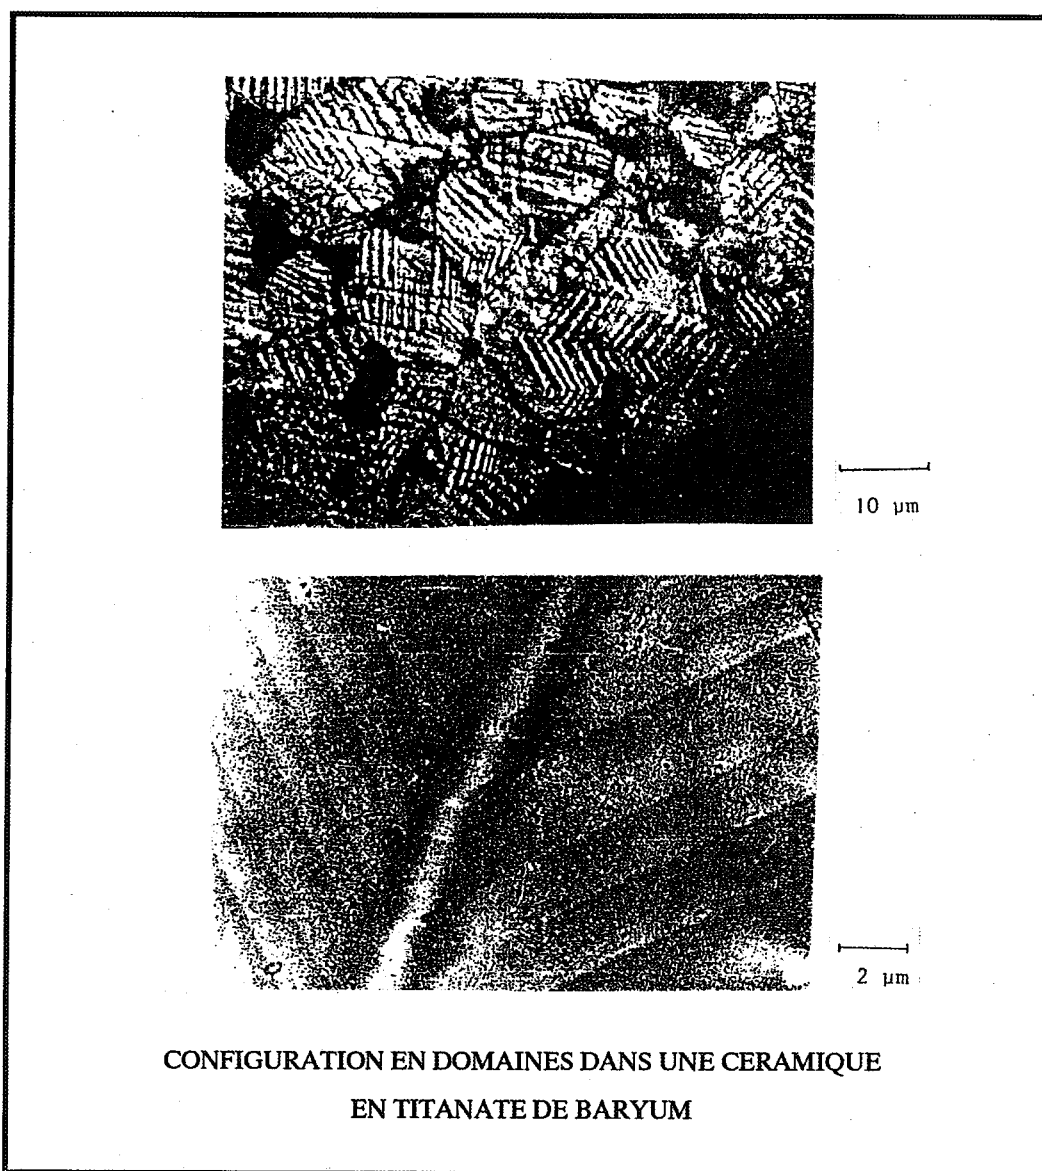 10 µm
2 µm
CONFIGURATION EN DOMAINES DANS UNE CERAMIQUE
EN TITANATE DE BARYUM